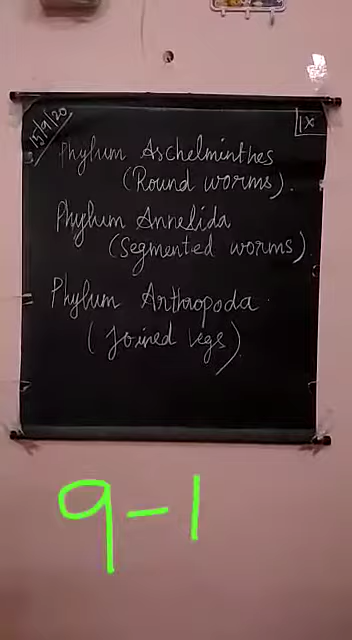 15/9/20
IX
Phylum Aschelminthes
(Round worms).
Phylum Annelida
(Segmented worms)
Phylum Arthropoda.
(Joined legs).
9-1